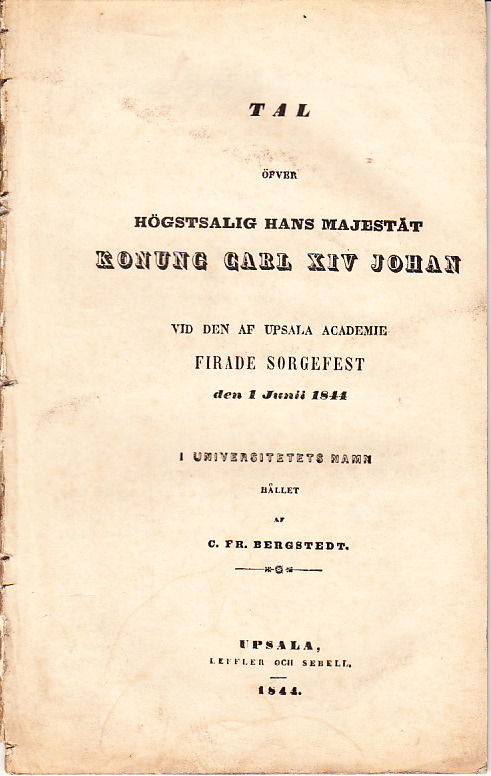 TAL
ÖFVER
HÖGSTSALIG HANS MAJESTÄT
KONUNG CARL XIV JOHAN
VID DEN AF UPSALA ACADEMIE
FIRADE SORGEFEST
den 1 Junii 1844
I UNIVERSITETETS NAMN
HÅLLET
AF
C. FR. BERGSTEDT.
UPSALA,
LEFFLER OCH SEBELL,
1844.